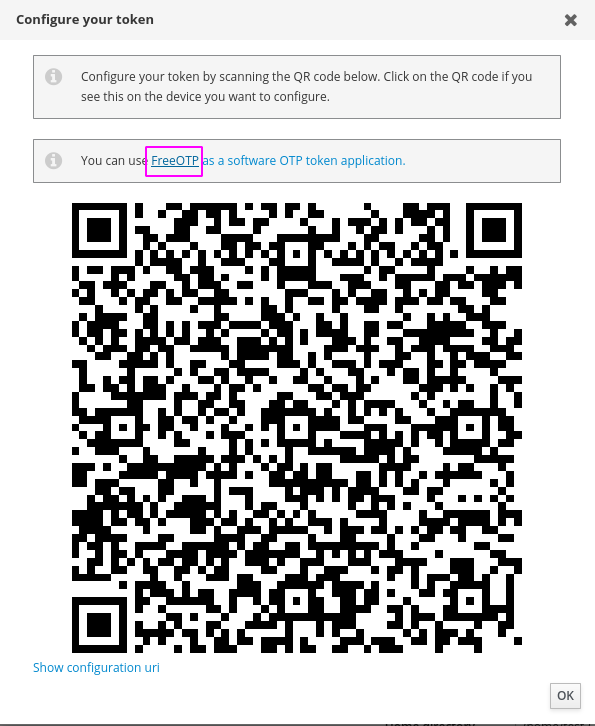 Configure your token
Configure your token by scanning the QR code below. Click on the QR code if you
see this on the device you want to configure.
You can use FreeOTP as a software OTP token application.
Show configuration uri
OK